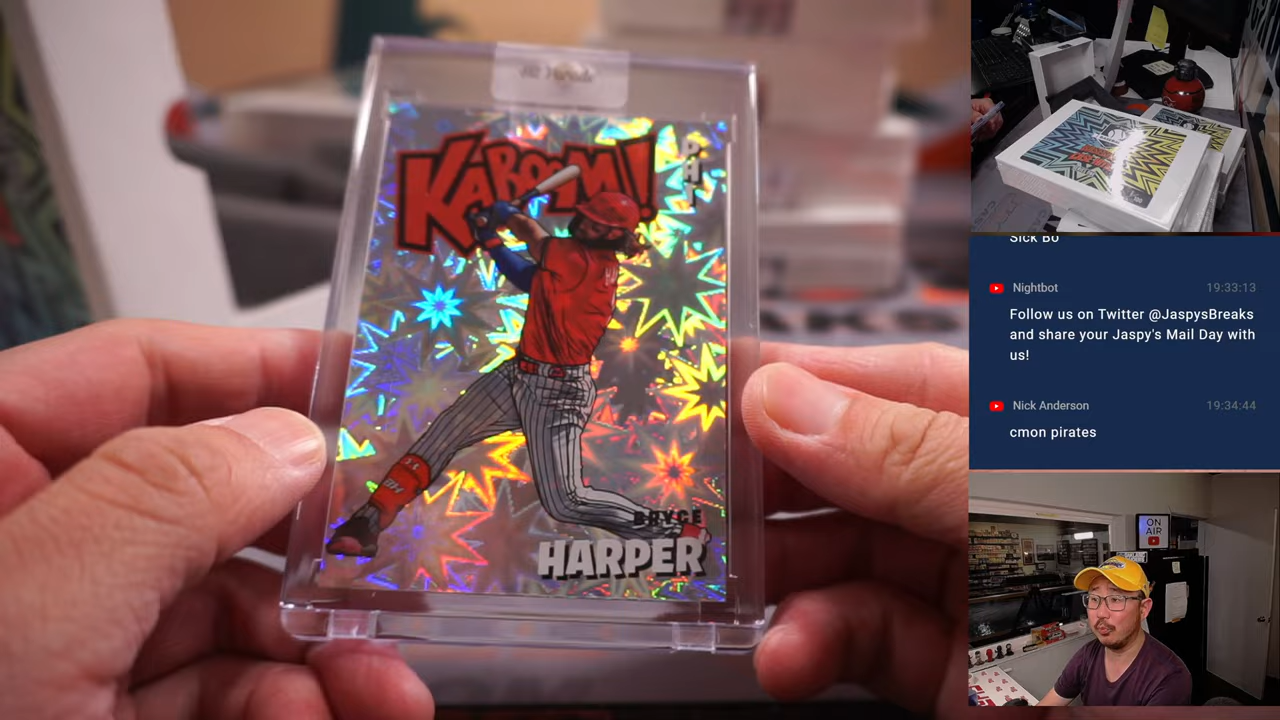 KABOOM!
PHI
BH
BRYCE
HARPER
Sick Bo
Nightbot
19:33:13
Follow us on Twitter @JaspysBreaks
and share your Jaspy's Mail Day with
us!
Nick Anderson
19:34:44
cmon pirates
ON
AIR